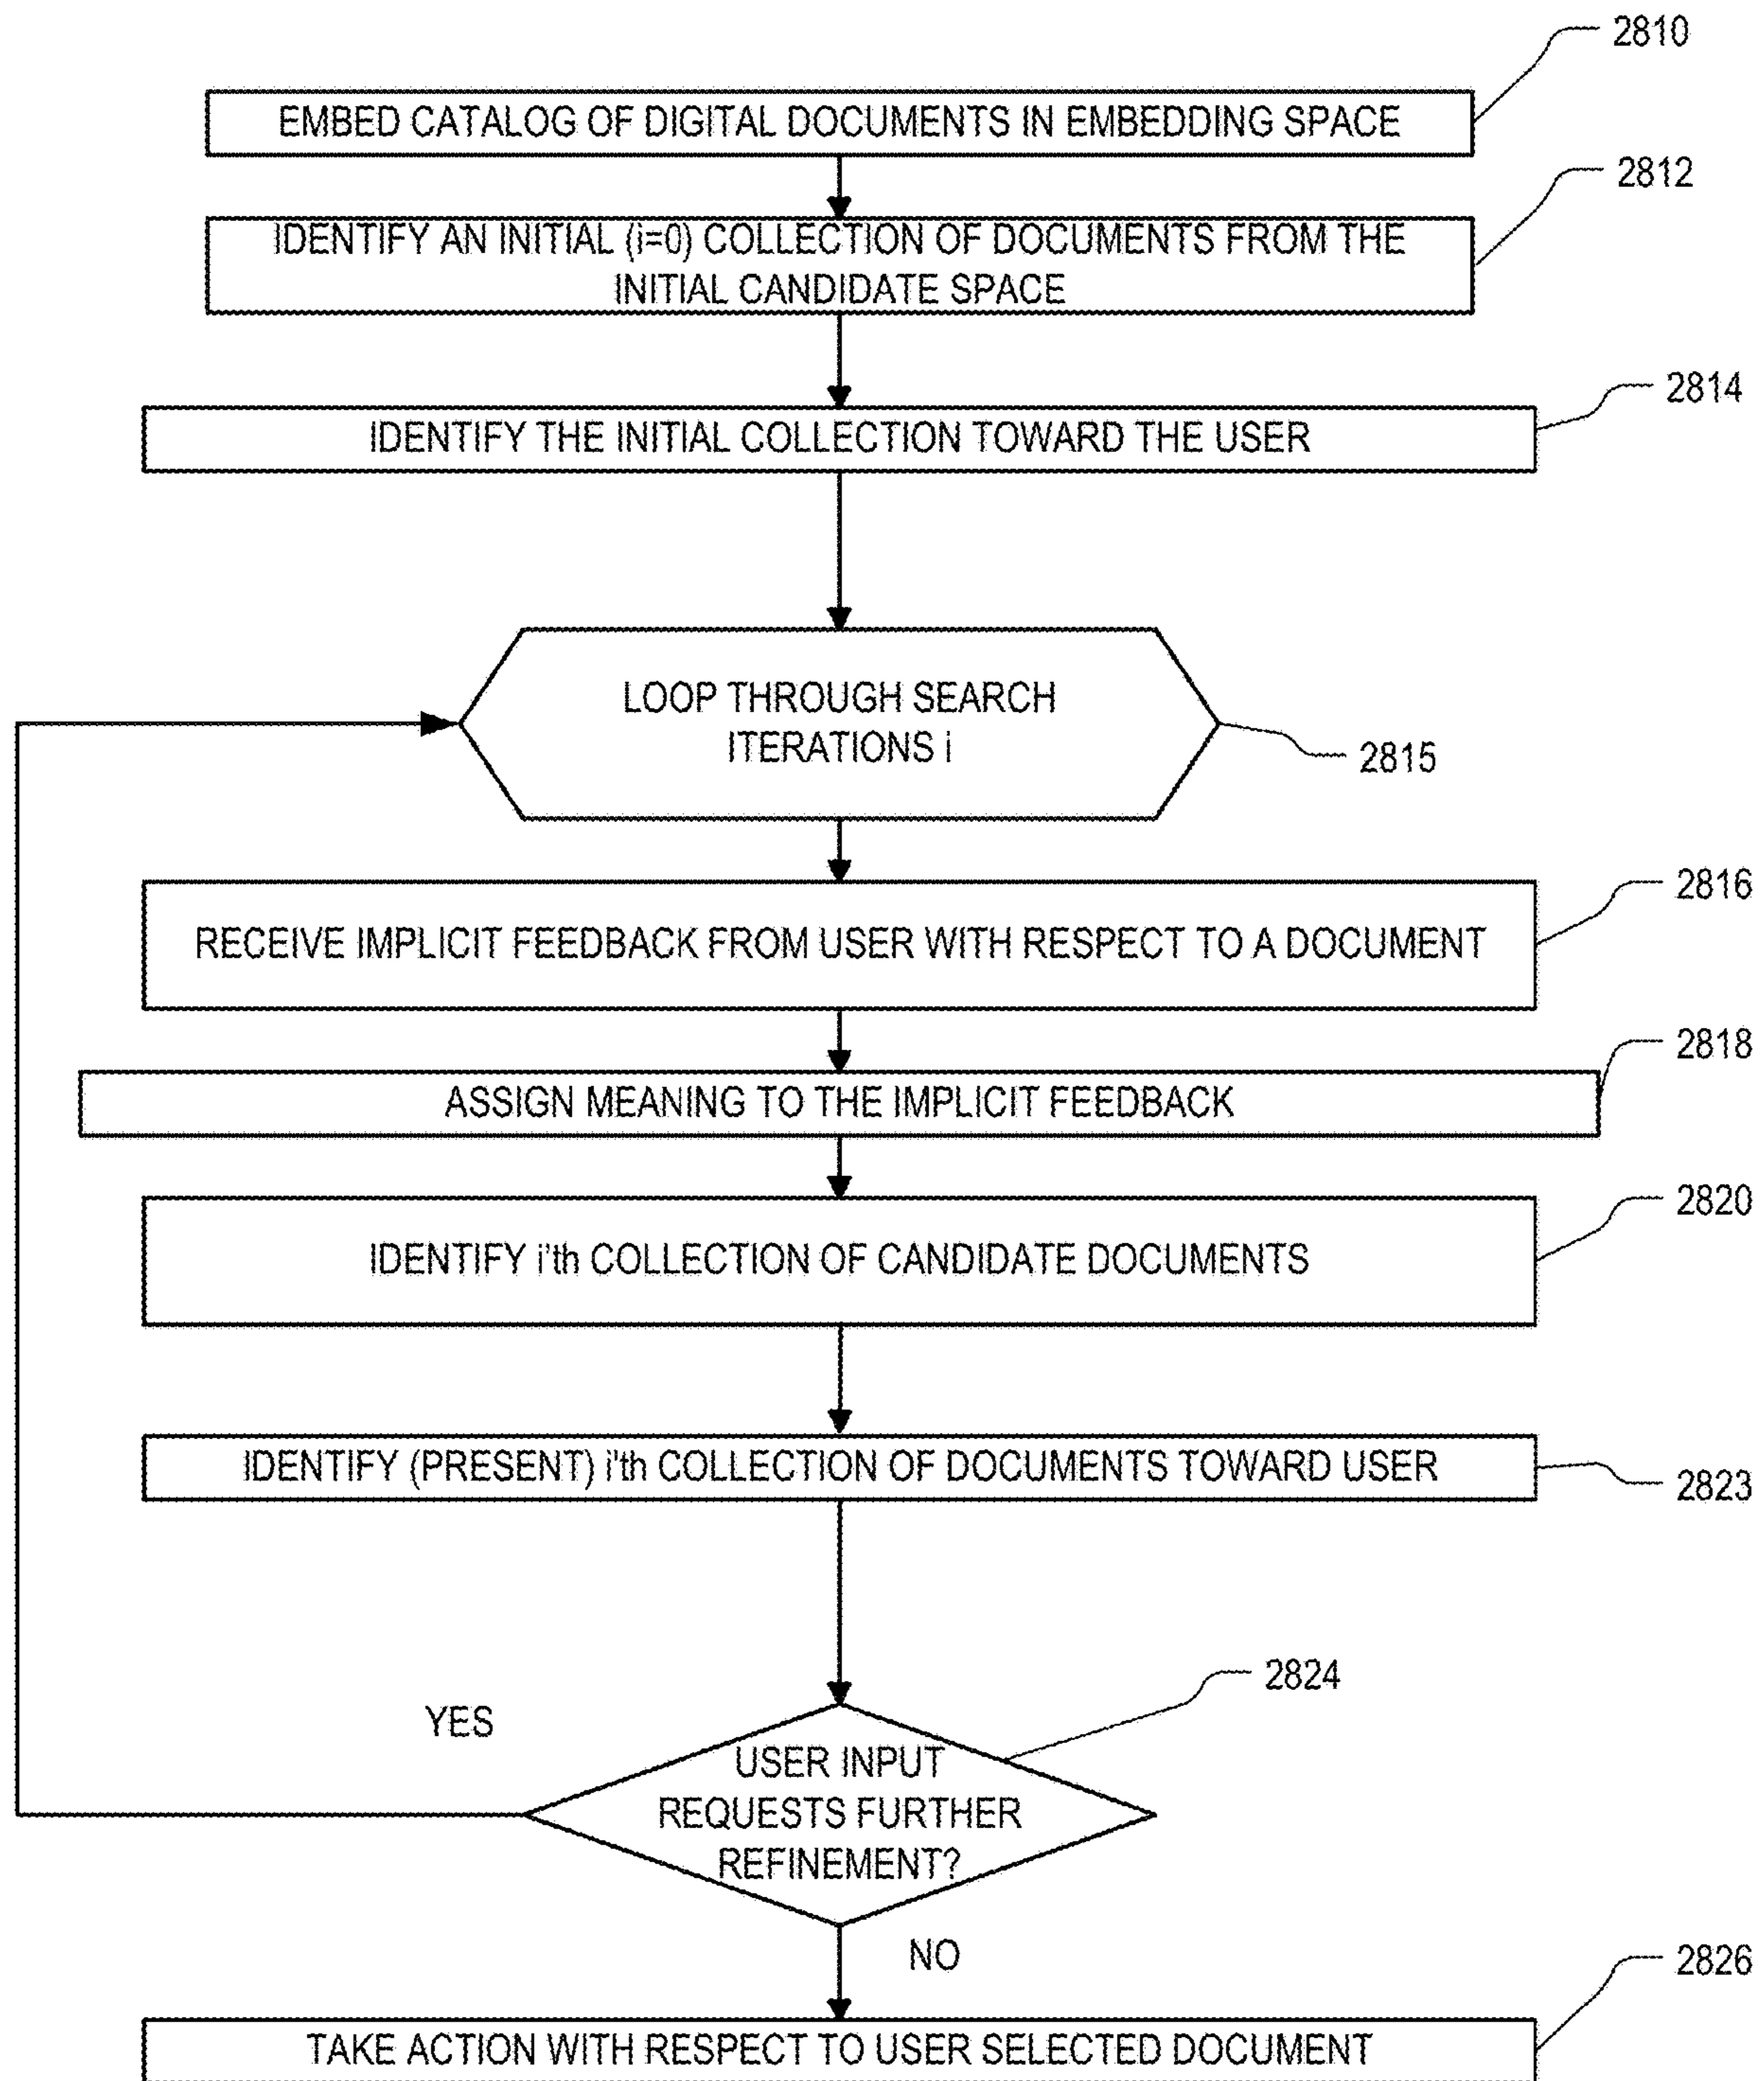 2810
EMBED CATALOG OF DIGITAL DOCUMENTS IN EMBEDDING SPACE
2812
IDENTIFY AN INITIAL (i=0) COLLECTION OF DOCUMENTS FROM THE
INITIAL CANDIDATE SPACE
2814
IDENTIFY THE INITIAL COLLECTION TOWARD THE USER
LOOP THROUGH SEARCH
ITERATIONS i
2815
2816
RECEIVE IMPLICIT FEEDBACK FROM USER WITH RESPECT TO A DOCUMENT
2818
ASSIGN MEANING TO THE IMPLICIT FEEDBACK
2820
IDENTIFY i'th COLLECTION OF CANDIDATE DOCUMENTS
IDENTIFY (PRESENT) i'th COLLECTION OF DOCUMENTS TOWARD USER
2823
2824
YES
USER INPUT
REQUESTS FURTHER
REFINEMENT?
NO
2826
TAKE ACTION WITH RESPECT TO USER SELECTED DOCUMENT